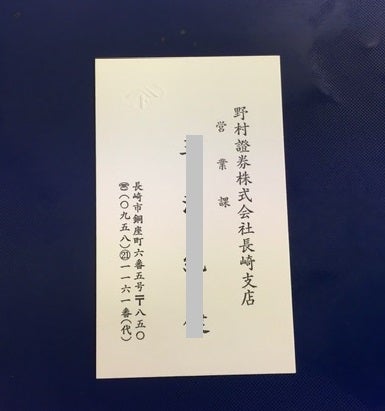 野村證券株式会社長崎支店
営業課
長崎市銅座町六番五号〒八五〇
☎(〇九五八)㉑一一六一番(代)